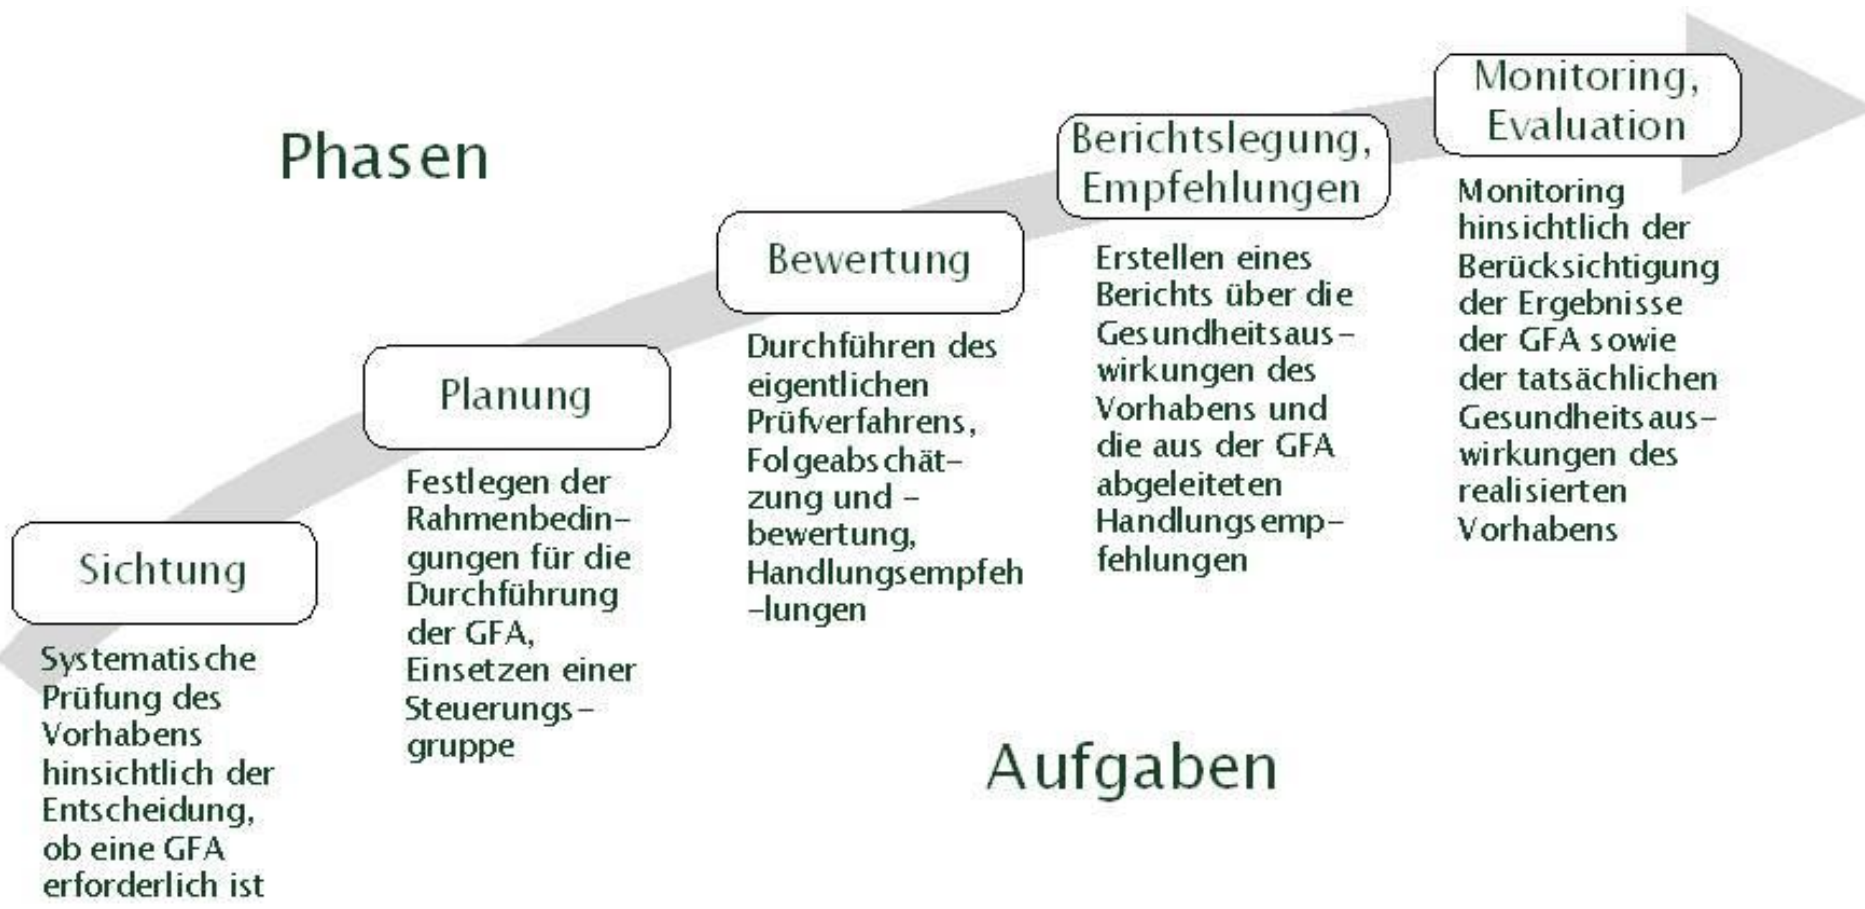 Phasen
Sichtung
Systematische
Prüfung des
Vorhabens
hinsichtlich der
Entscheidung,
ob eine GFA
erforderlich ist
Planung
Festlegen der
Rahmenbedin-
gungen für die
Durchführung
der GFA,
Einsetzen einer
Steuerungs-
gruppe
Bewertung
Durchführen des
eigentlichen
Prüfverfahrens,
Folgeabschät-
zung und -
bewertung,
Handlungsempfeh
-lungen
Berichtslegung,
Empfehlungen
Erstellen eines
Berichts über die
Gesundheitsaus-
wirkungen des
Vorhabens und
die aus der GFA
abgeleiteten
Handlungsemp-
fehlungen
Monitoring,
Evaluation
Monitoring
hinsichtlich der
Berücksichtigung
der Ergebnisse
der GFA sowie
der tatsächlichen
Gesundheitsaus-
wirkungen des
realisierten
Vorhabens
Aufgaben